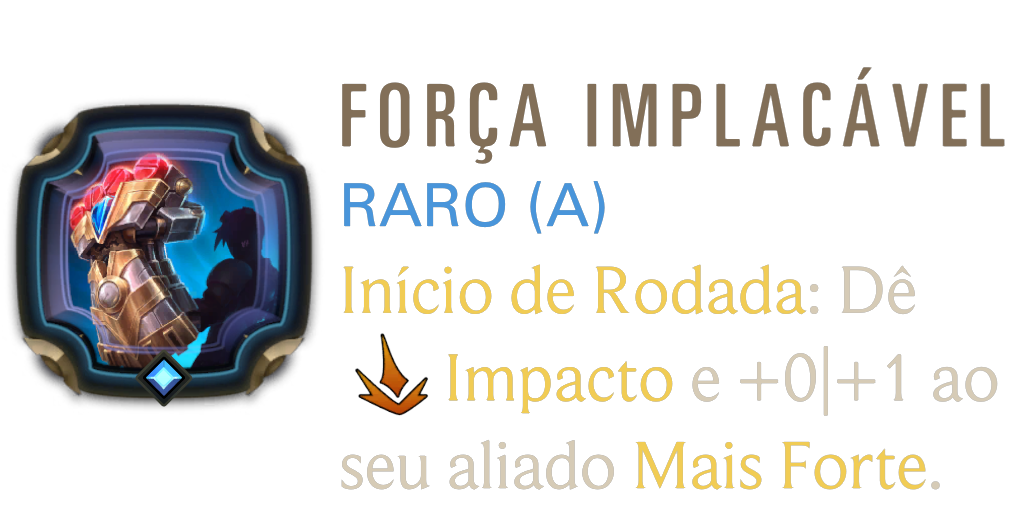 FORÇA IMPLACÁVEL
RARO (A)
Início de Rodada: Dê
Impacto e +0|+1 ao
seu aliado Mais Forte.